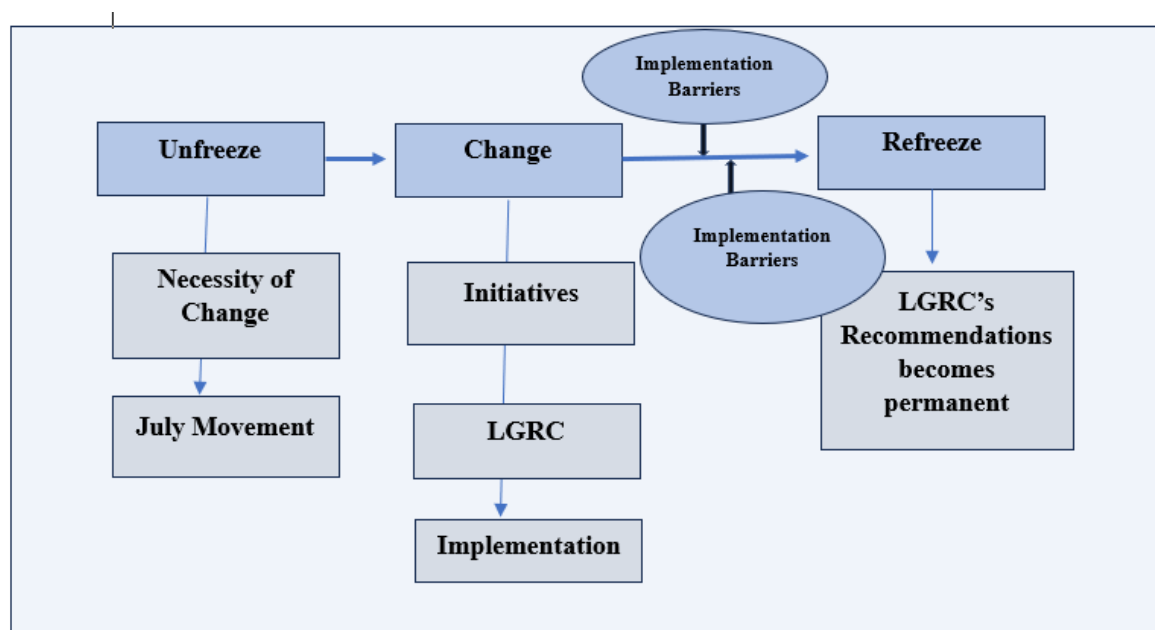 Implementation
Barriers
Unfreeze
Change
Refreeze
Implementation
Barriers
Necessity of
Change
Initiatives
LGRC’s
Recommendations
becomes
permanent
July Movement
LGRC
Implementation